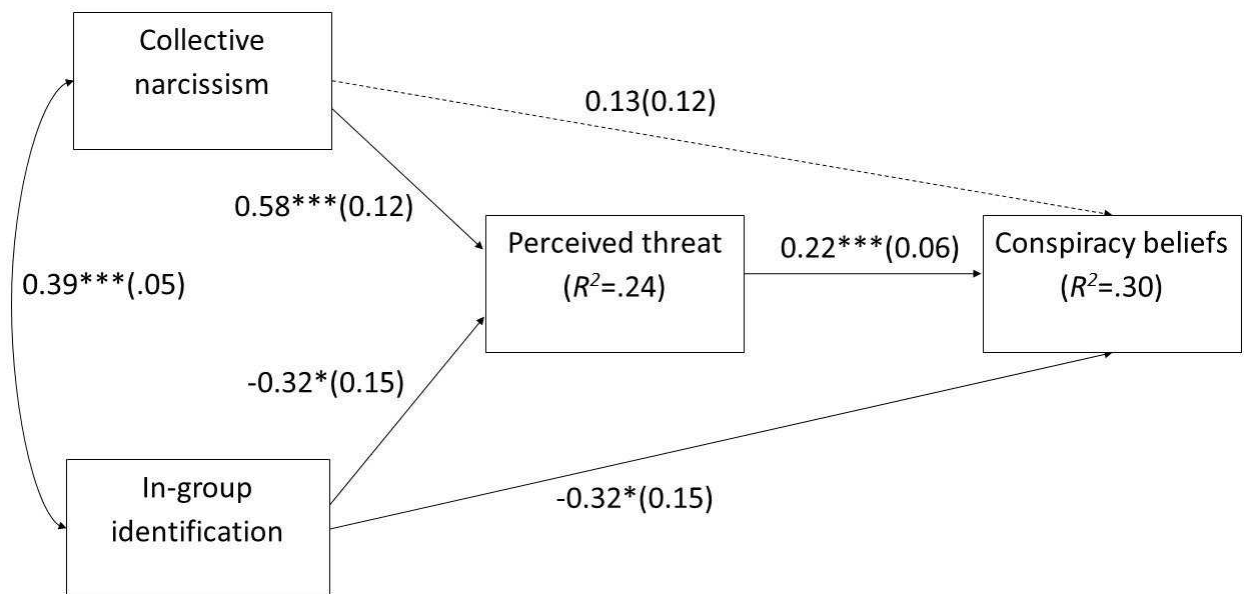 Collective
narcissism
0.13(0.12)
0.58***(0.12)
Perceived threat
(R²=.24)
0.22***(0.06)
Conspiracy beliefs
(R²=.30)
0.39***(.05)
-0.32*(0.15)
In-group
identification
-0.32*(0.15)